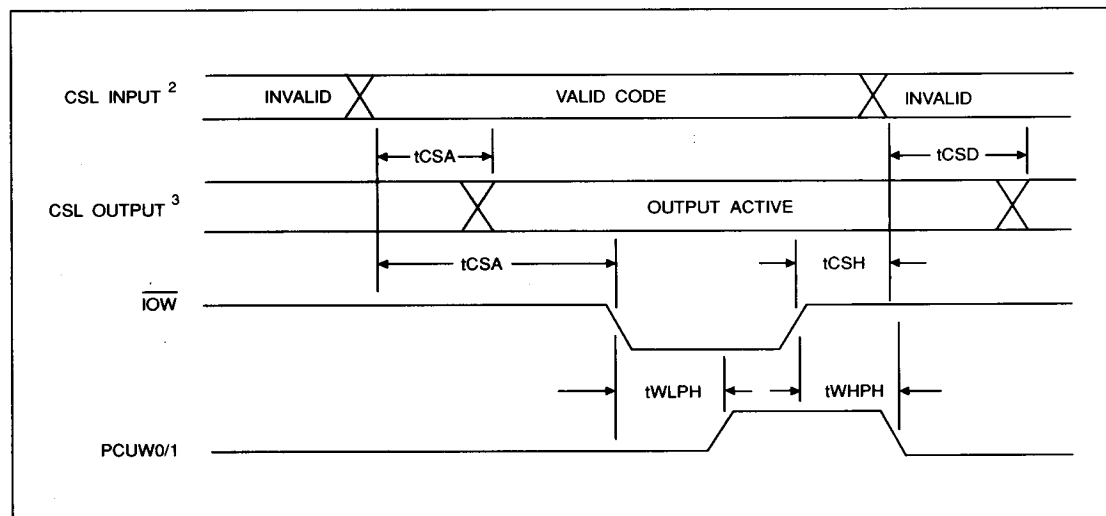 CSL INPUT 2
INVALID
VALID CODE
INVALID
tCSA
tCSD
CSL OUTPUT 3
OUTPUT ACTIVE
tCSA
tCSH
IOW
tWLPH
tWHPH
PCUW0/1